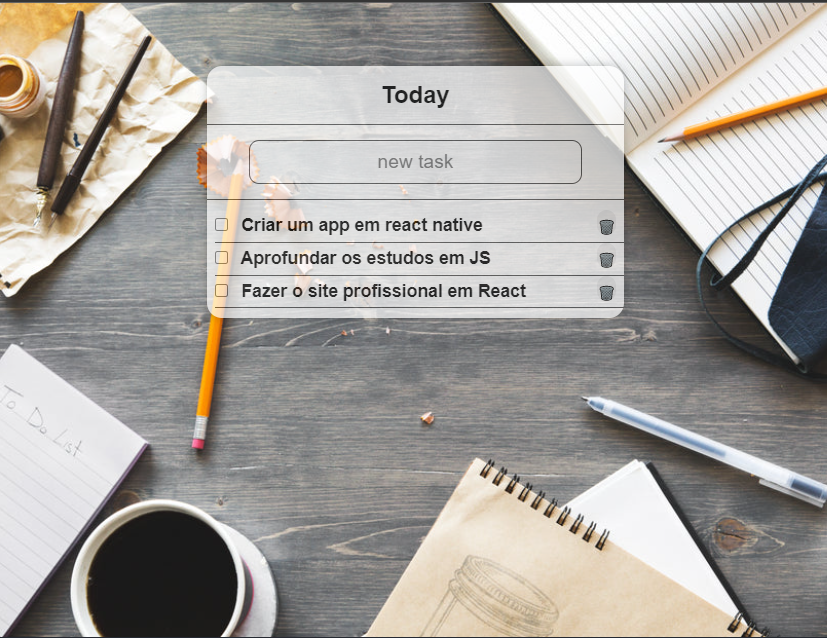 Today
new task
Criar um app em react native
Aprofundar os estudos em JS
Fazer o site profissional em React
To Do List